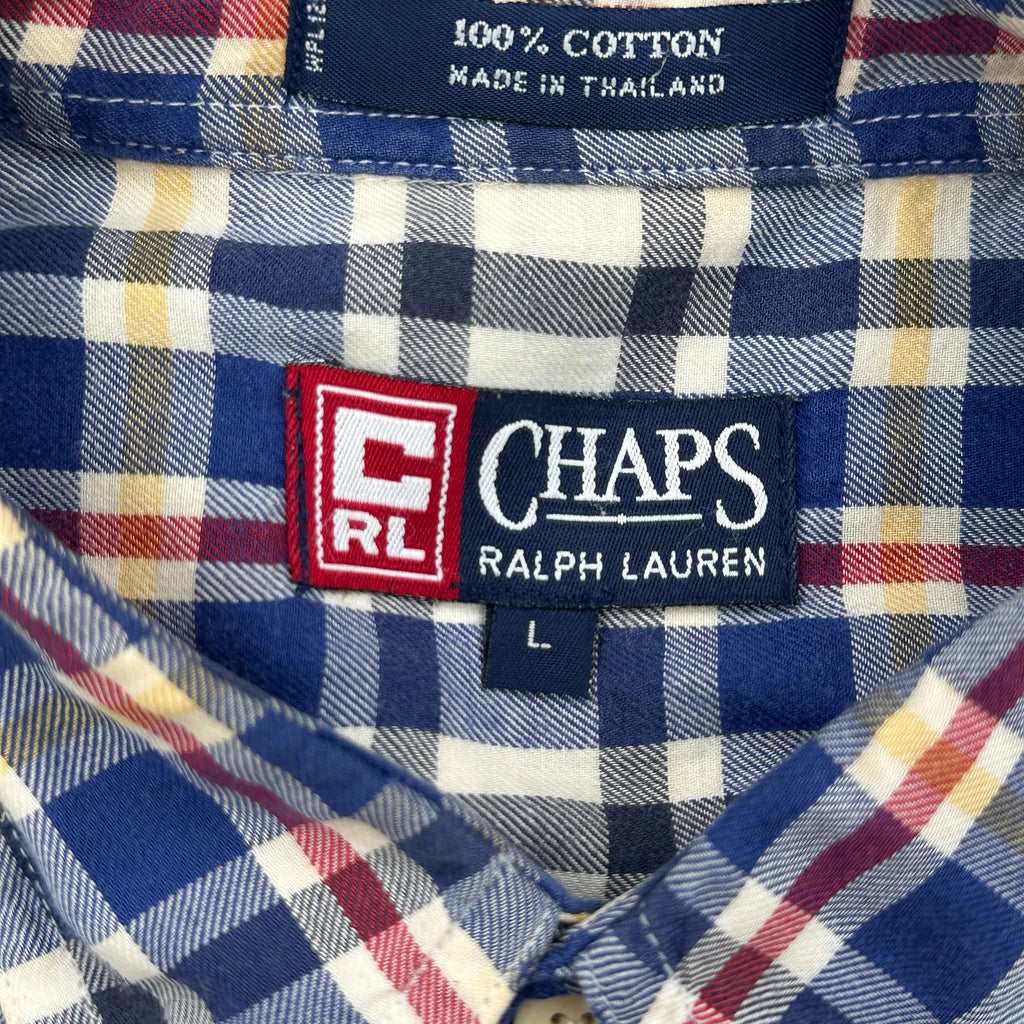 100% COTTON
MADE IN THAILAND
C
RL
CHAPS
RALPH LAUREN
L